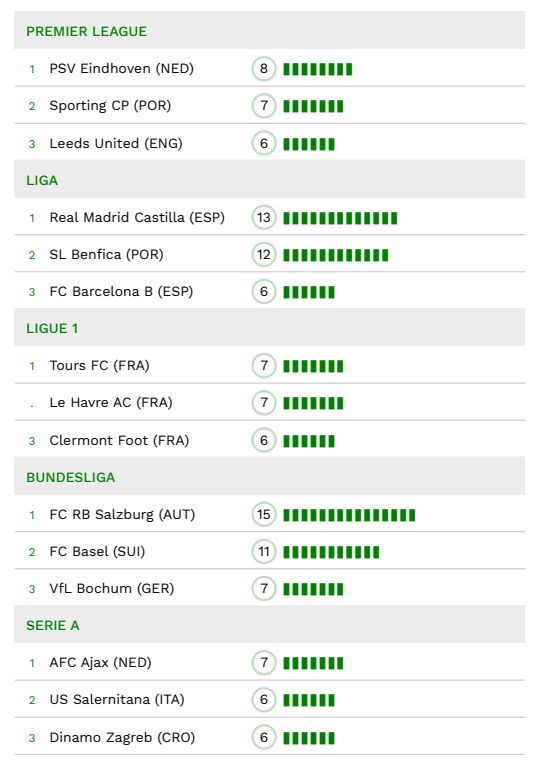 PREMIER LEAGUE
1 PSV Eindhoven (NED) 8
2 Sporting CP (POR) 7
3 Leeds United (ENG) 6
LIGA
1 Real Madrid Castilla (ESP) 13
2 SL Benfica (POR) 12
3 FC Barcelona B (ESP) 6
LIGUE 1
1 Tours FC (FRA) 7
. Le Havre AC (FRA) 7
3 Clermont Foot (FRA) 6
BUNDESLIGA
1 FC RB Salzburg (AUT) 15
2 FC Basel (SUI) 11
3 VfL Bochum (GER) 7
SERIE A
1 AFC Ajax (NED) 7
2 US Salernitana (ITA) 6
3 Dinamo Zagreb (CRO) 6